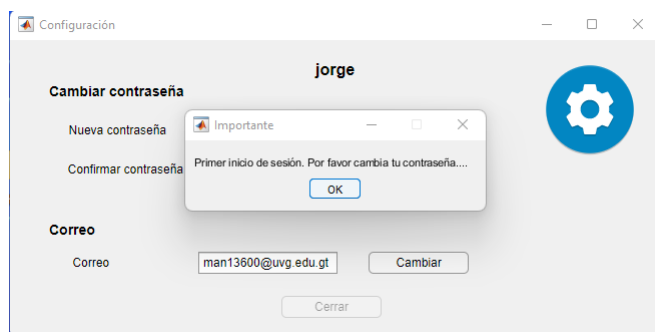 Configuración
jorge
Cambiar contraseña
Nueva contraseña
Confirmar contraseña
Importante
Primer inicio de sesión. Por favor cambia tu contraseña....
OK
Correo
Correo man13600@uvg.edu.gt Cambiar
Cerrar